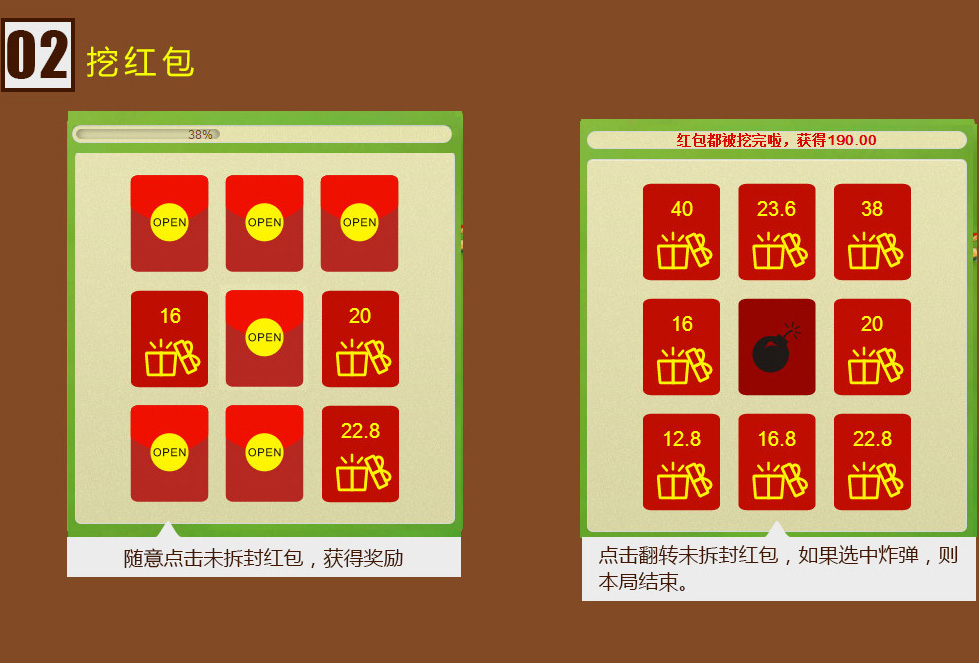 02
挖红包
38%
OPEN OPEN OPEN
16 OPEN 20
OPEN OPEN 22.8
随意点击未拆封红包，获得奖励
红包都被挖完啦，获得190.00
40 23.6 38
16 20
12.8 16.8 22.8
点击翻转未拆封红包，如果选中炸弹，则
本局结束。